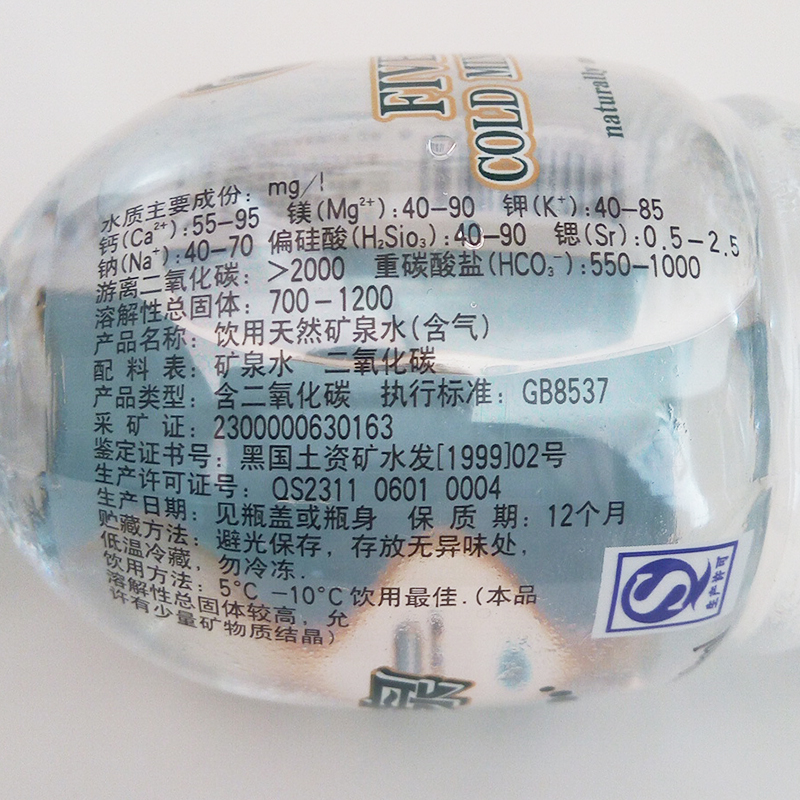 FIVE
COLD MIN
naturally
水质主要成份：mg/l
钙(Ca²⁺):55-95 镁(Mg²⁺):40-90 钾(K⁺):40-85
钠(Na⁺):40-70 偏硅酸(H₂Sio₃):40-90 锶(Sr):0.5-2.5
游离二氧化碳：>2000 重碳酸盐(HCO₃⁻):550-1000
溶解性总固体：700-1200
产品名称：饮用天然矿泉水(含气)
配料表：矿泉水 二氧化碳
产品类型：含二氧化碳 执行标准：GB8537
采矿证：2300000630163
鉴定证书号：黑国土资矿水发[1999]02号
生产许可证号：QS2311 0601 0004
生产日期：见瓶盖或瓶身 保质期：12个月
贮藏方法：避光保存，存放无异味处，
低温冷藏，勿冷冻.
饮用方法：5℃-10℃饮用最佳.(本品
溶解性总固体较高，允
许有少量矿物质结晶)
生产许可
泉